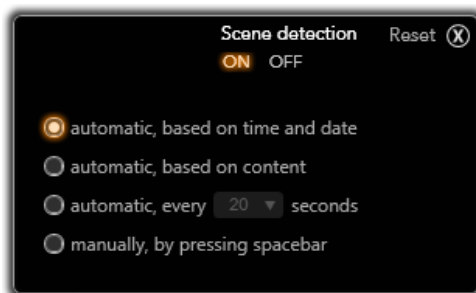 Scene detection Reset X
ON OFF
automatic, based on time and date
automatic, based on content
automatic, every 20 seconds
manually, by pressing spacebar